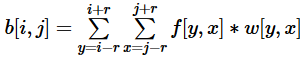 b[i,j] = \sum_{y=i-r}^{i+r} \sum_{x=j-r}^{j+r} f[y,x] * w[y,x]